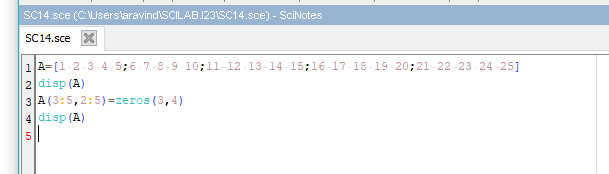 SC14.sce (C:\Users\aravind\SCILAB.I23\SC14.sce) - SciNotes
SC14.sce
1 A=[1 2 3 4 5;6 7 8 9 10;11 12 13 14 15;16 17 18 19 20;21 22 23 24 25]
2 disp(A)
3 A(3:5,2:5)=zeros(3,4)
4 disp(A)
5